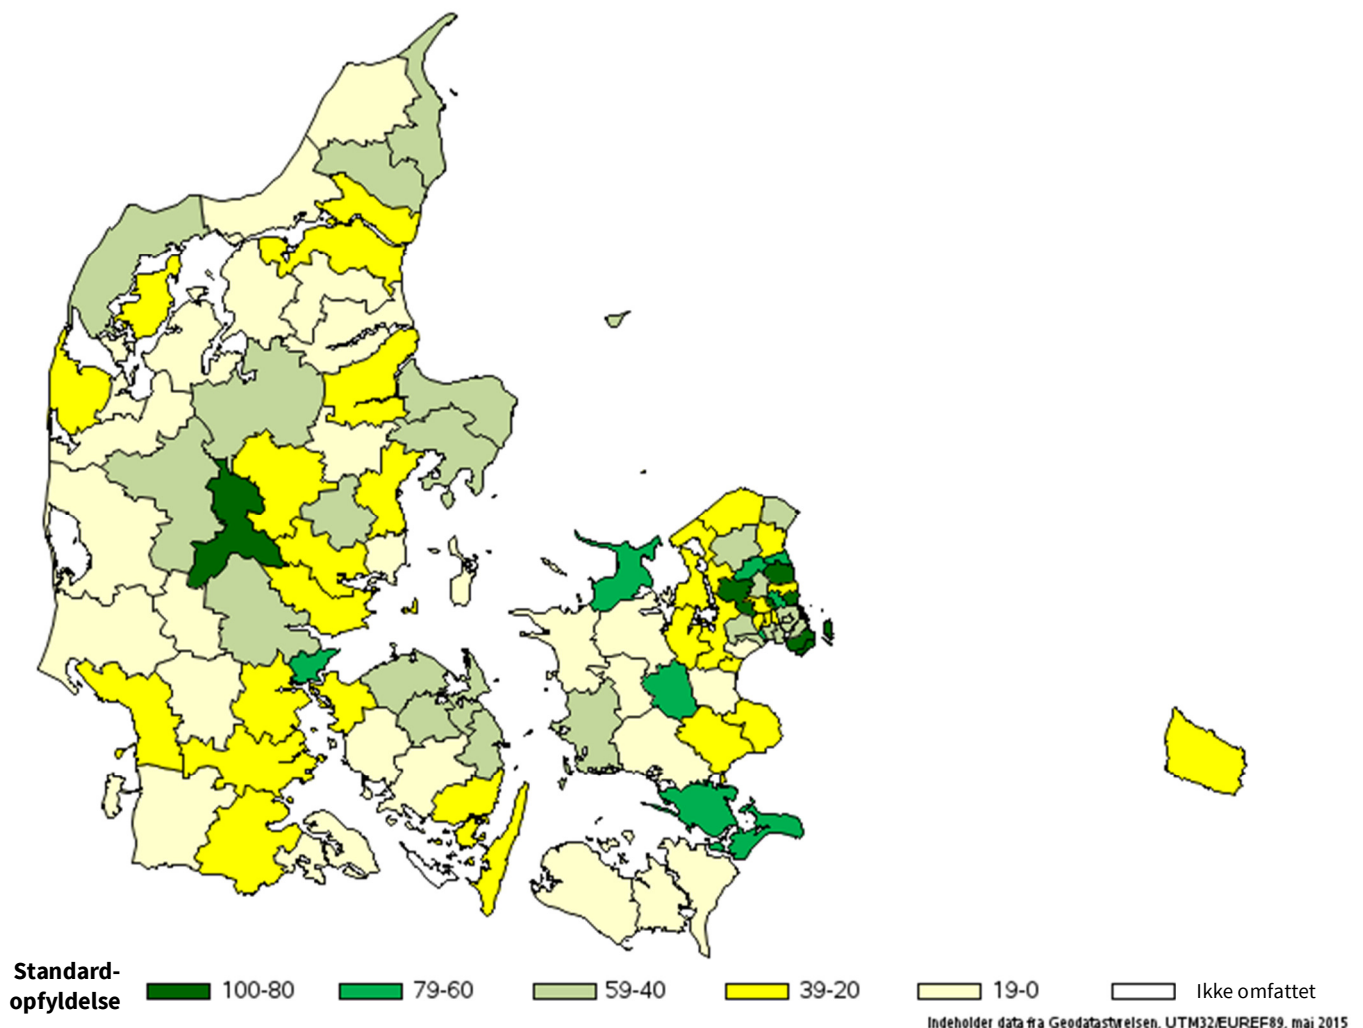 Standard-
opfyldelse
100-80
79-60
59-40
39-20
19-0
Ikke omfattet
Indeholder data fra Geodatastyrelsen, UTM32/EUREF89, maj 2015